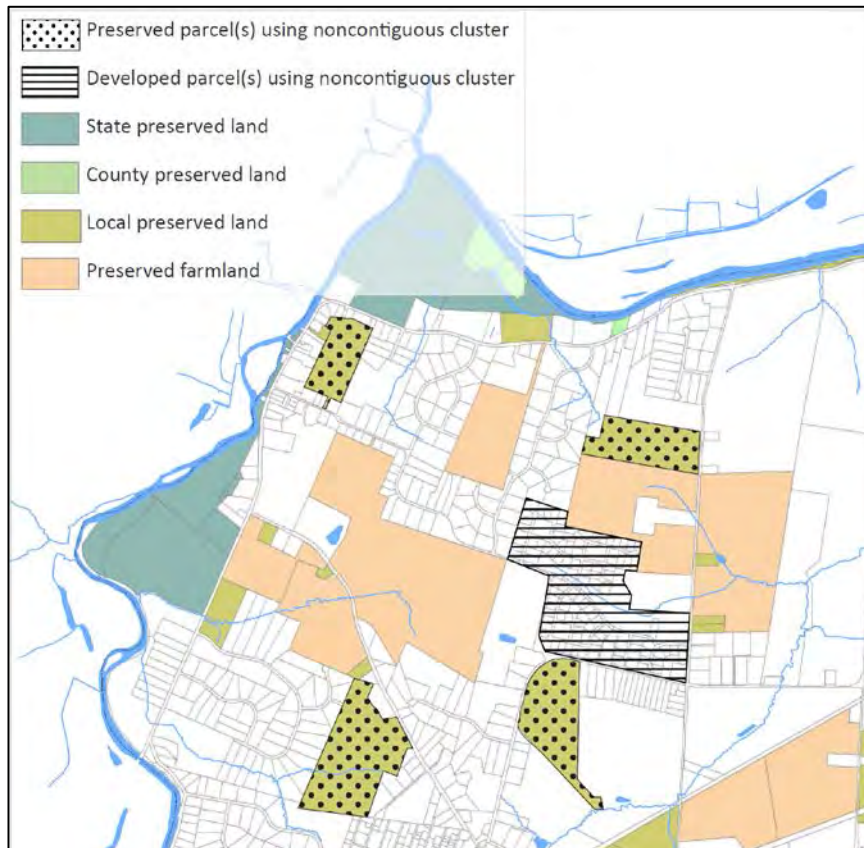 Preserved parcel(s) using noncontiguous cluster
Developed parcel(s) using noncontiguous cluster
State preserved land
County preserved land
Local preserved land
Preserved farmland